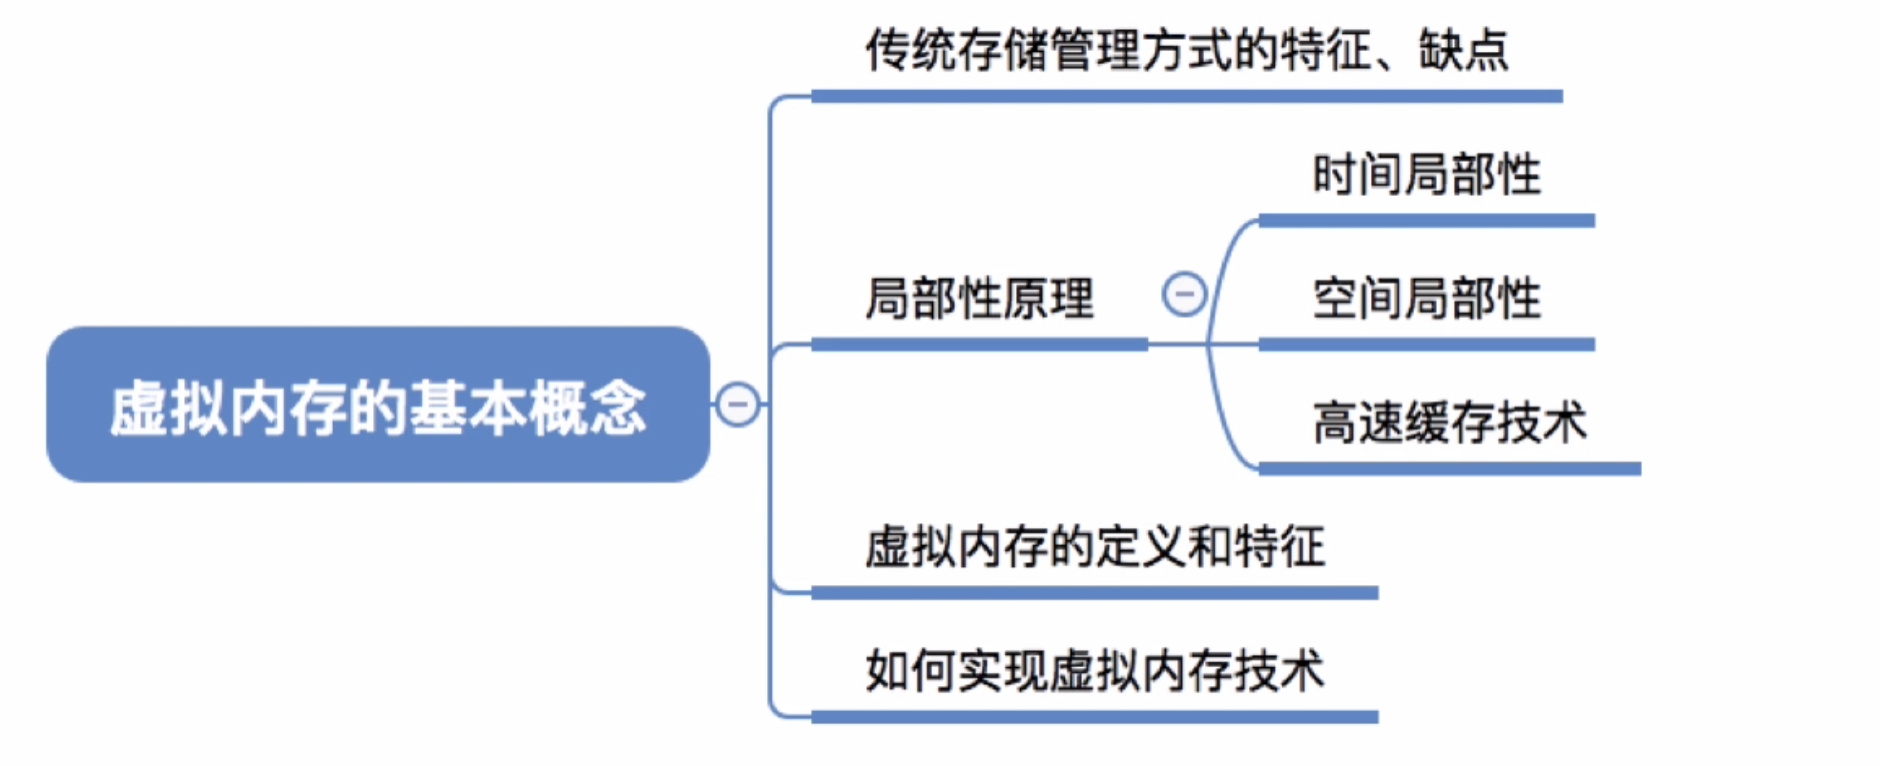 虚拟内存的基本概念
传统存储管理方式的特征、缺点
局部性原理
时间局部性
空间局部性
高速缓存技术
虚拟内存的定义和特征
如何实现虚拟内存技术